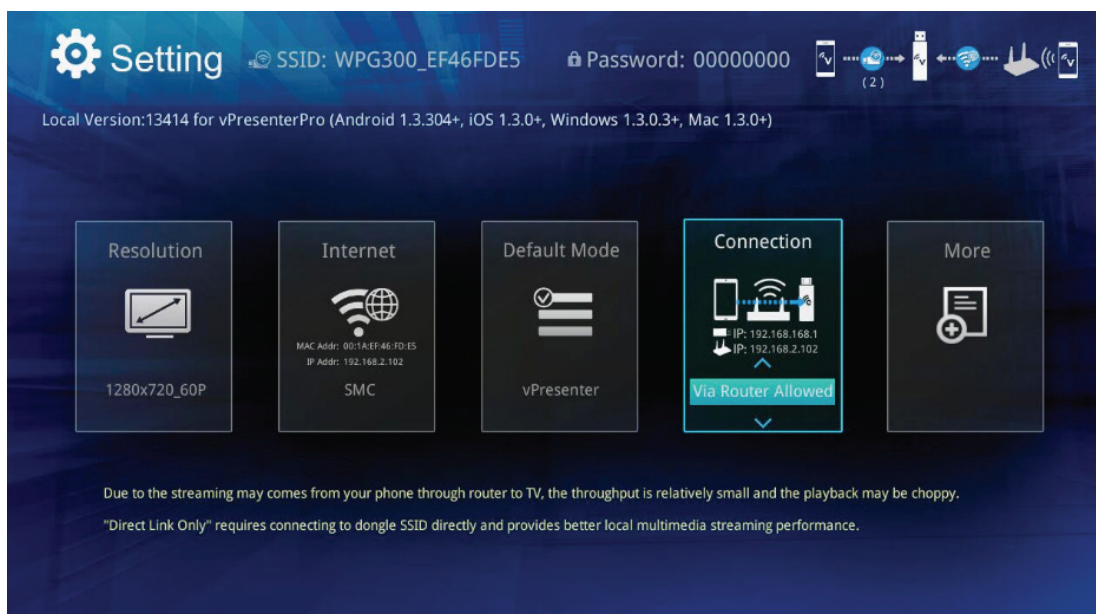 Setting SSID: WPG300_EF46FDE5 Password: 00000000
(2)
Local Version:13414 for vPresenterPro (Android 1.3.304+, iOS 1.3.0+, Windows 1.3.0.3+, Mac 1.3.0+)
Resolution
1280x720_60P
Internet
MAC Addr: 00:1A:EF:46:FD:E5
IP Addr: 192.168.2.102
SMC
Default Mode
vPresenter
Connection
IP: 192.168.168.1
IP: 192.168.2.102
Via Router Allowed
More
Due to the streaming may comes from your phone through router to TV, the throughput is relatively small and the playback may be choppy.
"Direct Link Only" requires connecting to dongle SSID directly and provides better local multimedia streaming performance.